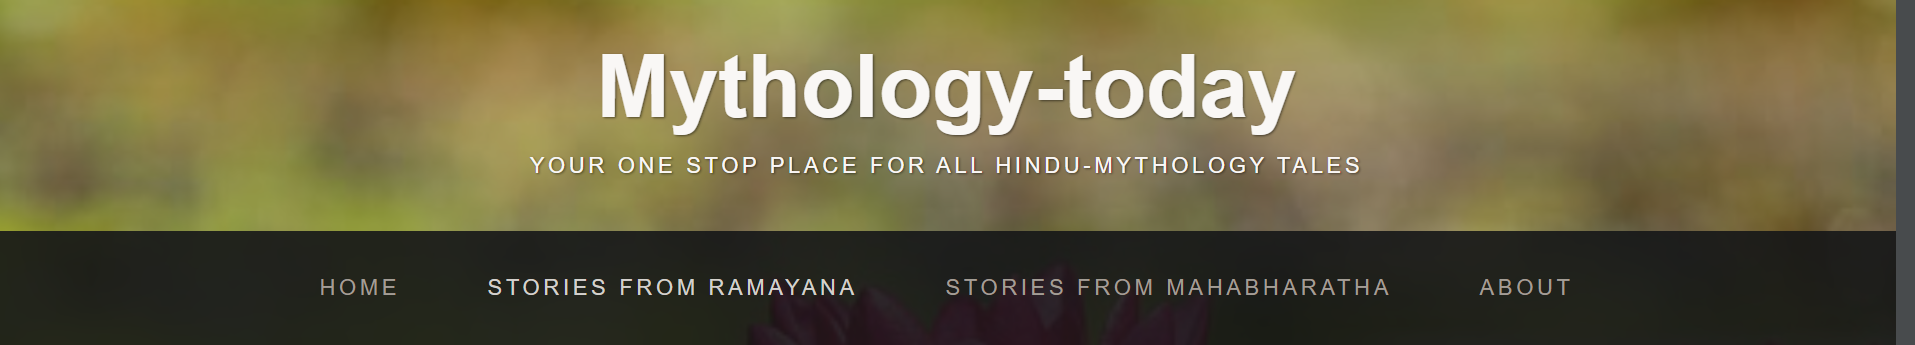 Mythology-today
YOUR ONE STOP PLACE FOR ALL HINDU-MYTHOLOGY TALES
HOME STORIES FROM RAMAYANA STORIES FROM MAHABHARATHA ABOUT